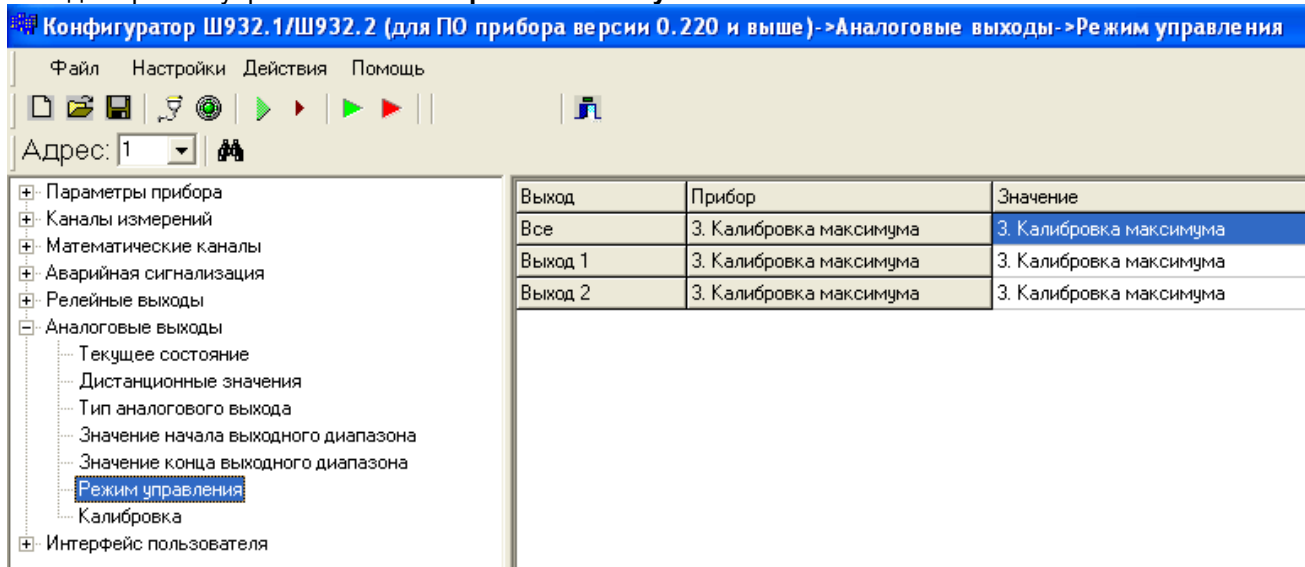 Конфигуратор Ш932.1/Ш932.2 (для ПО прибора версии 0.220 и выше)->Аналоговые выходы->Режим управления
Файл Настройки Действия Помощь
Адрес: 1
Параметры прибора
Каналы измерений
Математические каналы
Аварийная сигнализация
Релейные выходы
Аналоговые выходы
Текущее состояние
Дистанционные значения
Тип аналогового выхода
Значение начала выходного диапазона
Значение конца выходного диапазона
Режим управления
Калибровка
Интерфейс пользователя
Выход Прибор Значение
Все 3. Калибровка максимума 3. Калибровка максимума
Выход 1 3. Калибровка максимума 3. Калибровка максимума
Выход 2 3. Калибровка максимума 3. Калибровка максимума